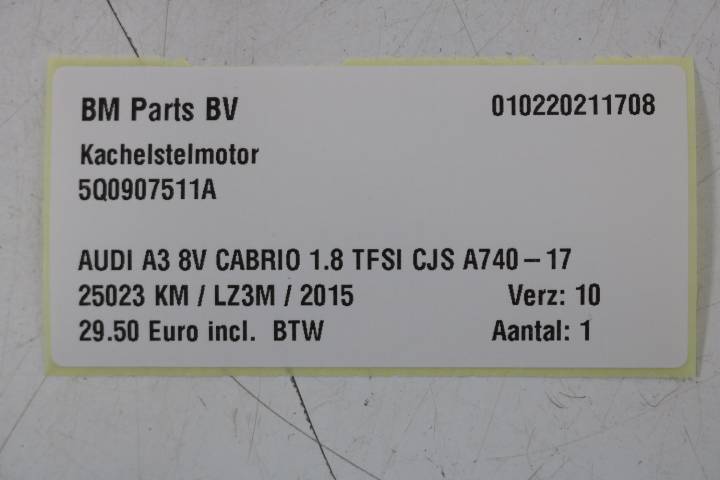 BM Parts BV 010220211708
Kachelstelmotor
5Q0907511A
AUDI A3 8V CABRIO 1.8 TFSI CJS A740-17
25023 KM / LZ3M / 2015 Verz: 10
29.50 Euro incl. BTW Aantal: 1